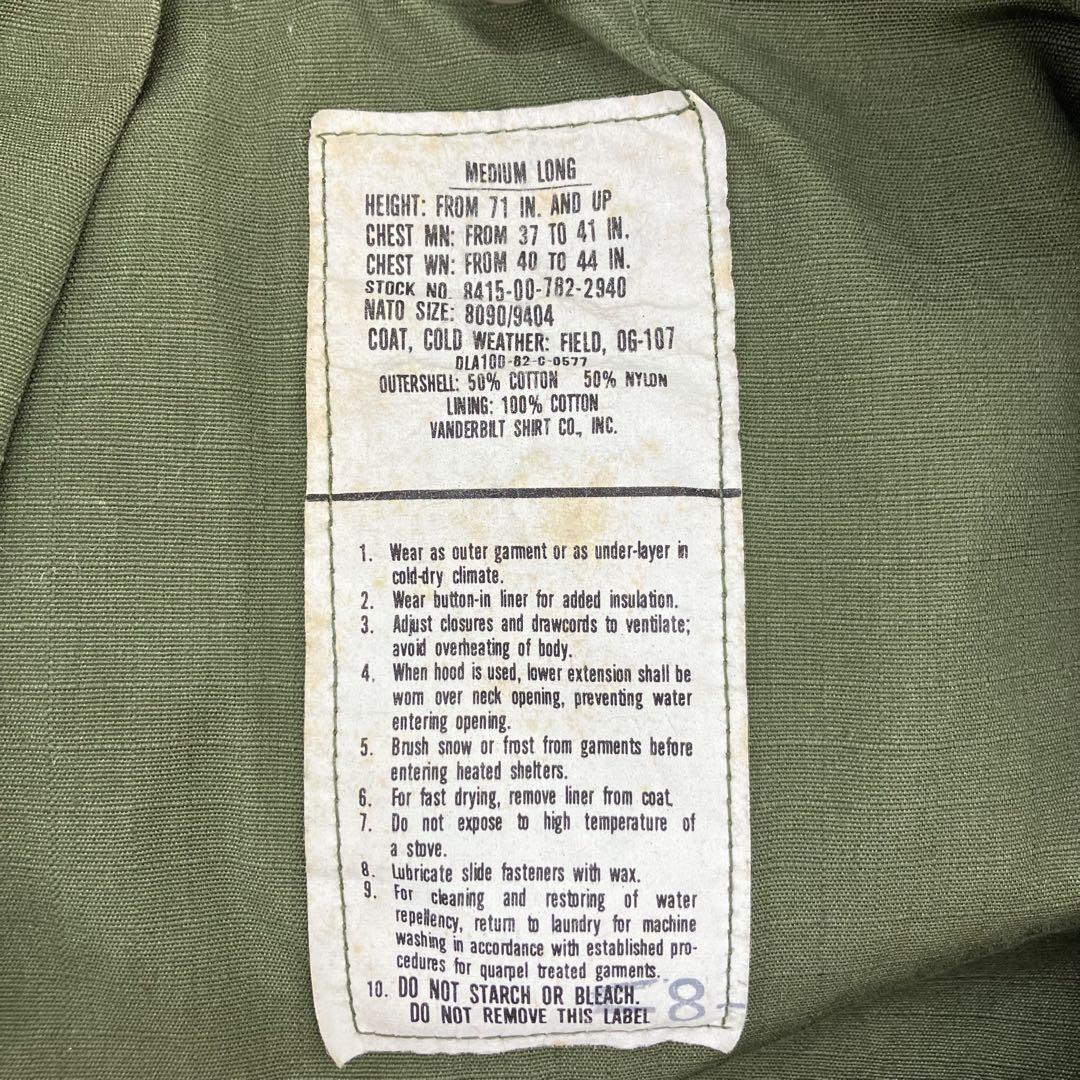 MEDIUM LONG
HEIGHT: FROM 71 IN. AND UP
CHEST MN: FROM 37 TO 41 IN.
CHEST WN: FROM 40 TO 44 IN.
STOCK NO. 8415-00-782-2940
NATO SIZE: 8090/9404
COAT, COLD WEATHER: FIELD, OG-107
DLA100-82-C-0577
OUTERSHELL: 50% COTTON 50% NYLON
LINING: 100% COTTON
VANDERBILT SHIRT CO., INC.
1. Wear as outer garment or as under-layer in
cold-dry climate.
2. Wear button-in liner for added insulation.
3. Adjust closures and drawcords to ventilate;
avoid overheating of body.
4. When hood is used, lower extension shall be
worn over neck opening, preventing water
entering opening.
5. Brush snow or frost from garments before
entering heated shelters.
6. For fast drying, remove liner from coat.
7. Do not expose to high temperature of
a stove.
8. Lubricate slide fasteners with wax.
9. For cleaning and restoring of water
repellency, return to laundry for machine
washing in accordance with established pro-
cedures for quarpel treated garments.
10. DO NOT STARCH OR BLEACH.
DO NOT REMOVE THIS LABEL